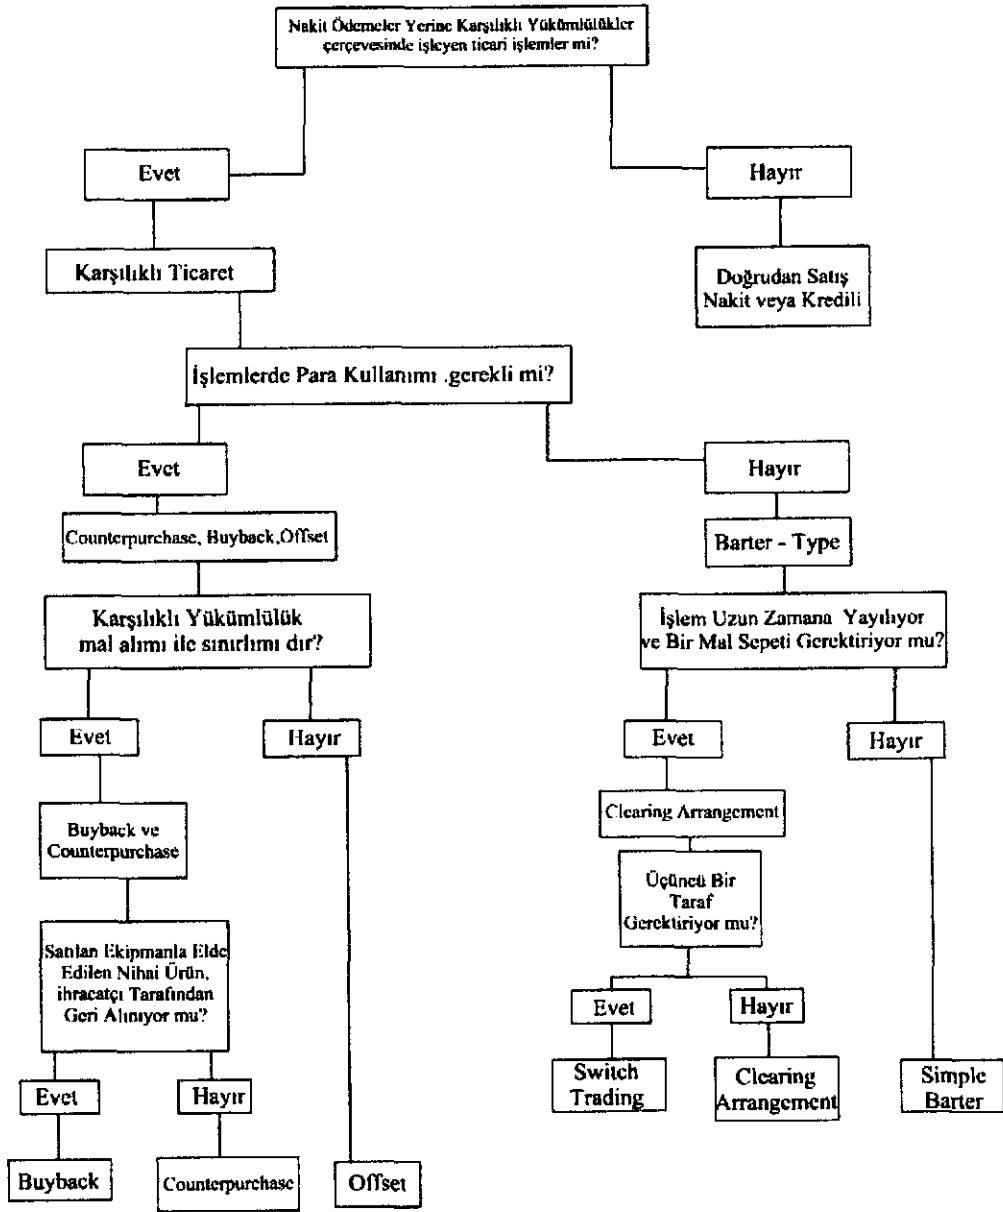 Nakit Ödemeler Yerine Karşılıklı Yükümlülükler
çerçevesinde işleyen ticari işlemler mi?
Evet
Hayır
Karşılıklı Ticaret
Doğrudan Satış
Nakit veya Kredili
İşlemlerde Para Kullanımı .gerekli mi?
Evet
Hayır
Counterpurchase, Buyback,Offset
Barter - Type
Karşılıklı Yükümlülük
mal alımı ile sınırlımı dır?
İşlem Uzun Zamana Yayılıyor
ve Bir Mal Sepeti Gerektiriyor mu?
Evet
Hayır
Evet
Hayır
Buyback ve
Counterpurchase
Clearing Arrangement
Üçüncü Bir
Taraf
Gerektiriyor mu?
Satılan Ekipmanla Elde
Edilen Nihai Ürün,
ihracatçı Tarafından
Geri Alınıyor mu?
Evet
Hayır
Evet
Hayır
Switch
Trading
Clearing
Arrangement
Simple
Barter
Buyback
Counterpurchase
Offset